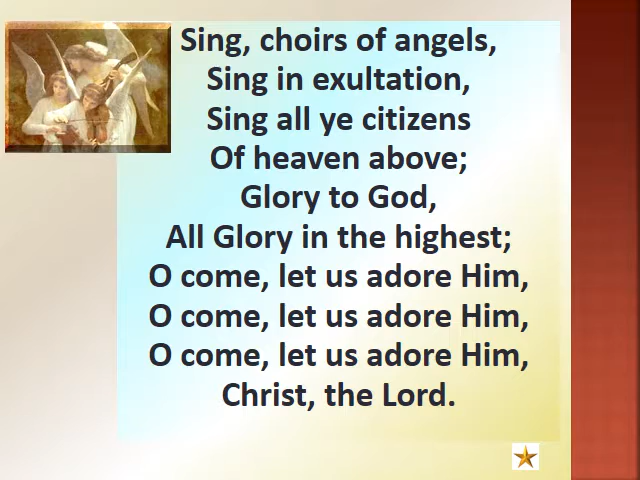 Sing, choirs of angels,
Sing in exultation,
Sing all ye citizens
Of heaven above;
Glory to God,
All Glory in the highest;
O come, let us adore Him,
O come, let us adore Him,
O come, let us adore Him,
Christ, the Lord.